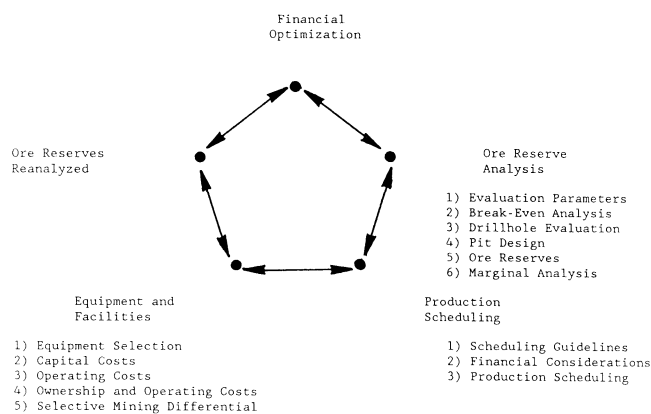 Financial
Optimization
Ore Reserves
Reanalyzed
Ore Reserve
Analysis
1) Evaluation Parameters
2) Break-Even Analysis
3) Drillhole Evaluation
4) Pit Design
5) Ore Reserves
6) Marginal Analysis
Equipment and
Facilities
1) Equipment Selection
2) Capital Costs
3) Operating Costs
4) Ownership and Operating Costs
5) Selective Mining Differential
Production
Scheduling
1) Scheduling Guidelines
2) Financial Considerations
3) Production Scheduling